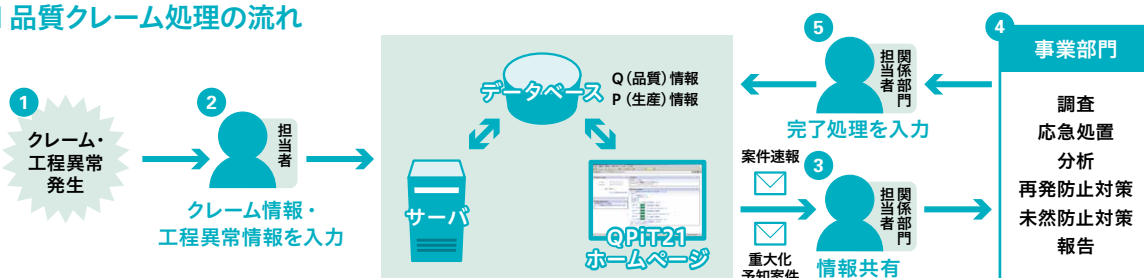 品質クレーム処理の流れ
1
クレーム・
工程異常
発生
2
担当者
クレーム情報・
工程異常情報を入力
データベース
Q(品質)情報
P(生産)情報
サーバ
QPiT21
ホームページ
案件速報
重大化
予知案件
3
関係部門
担当者
情報共有
4
事業部門
調査
応急処置
分析
再発防止対策
未然防止対策
報告
5
関係部門
担当者
完了処理を入力